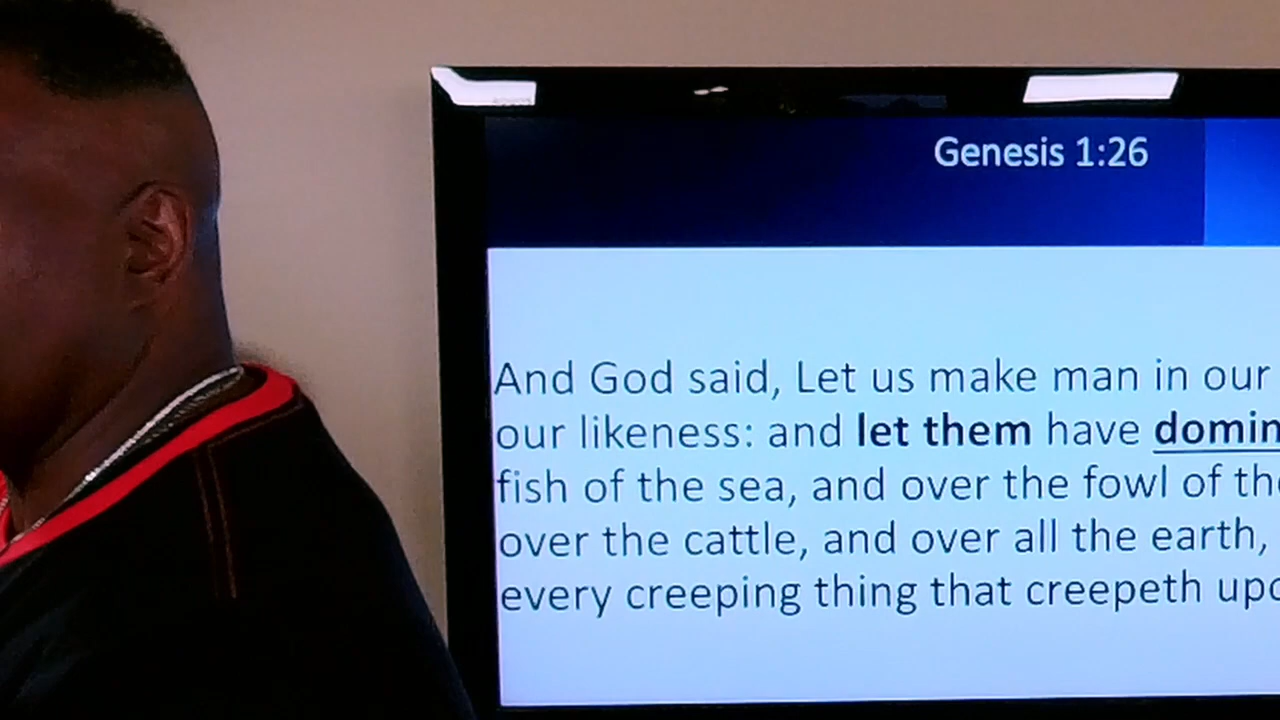 Genesis 1:26
And God said, Let us make man in our
our likeness: and let them have
fish of the sea, and over the fowl of
over the cattle, and over all the earth,
every creeping thing that creepeth